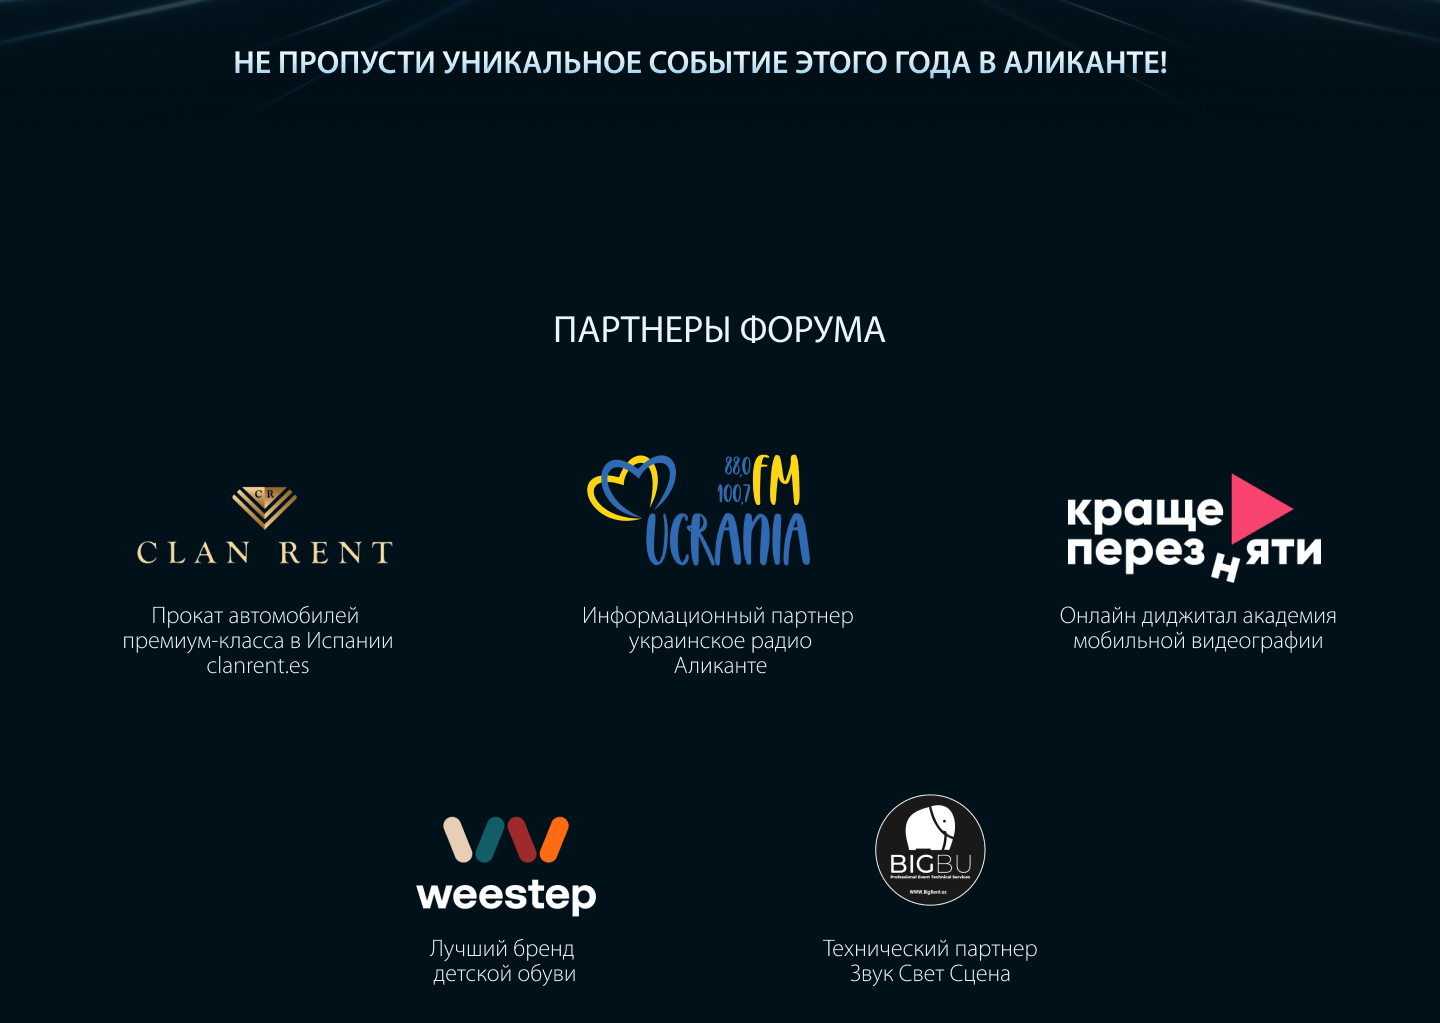 НЕ ПРОПУСТИ УНИКАЛЬНОЕ СОБЫТИЕ ЭТОГО ГОДА В АЛИКАНТЕ!
ПАРТНЕРЫ ФОРУМА
CR
CLAN RENT
Прокат автомобилей
премиум-класса в Испании
clanrent.es
88,0
100,7
FM
UCRANIA
Информационный партнер
украинское радио
Аликанте
краще
перезняти
Онлайн диджитал академия
мобильной видеографии
weestep
Лучший бренд
детской обуви
BIGBU
Professional Event Technical Services
WWW.BigRent.es
Технический партнер
Звук Свет Сцена